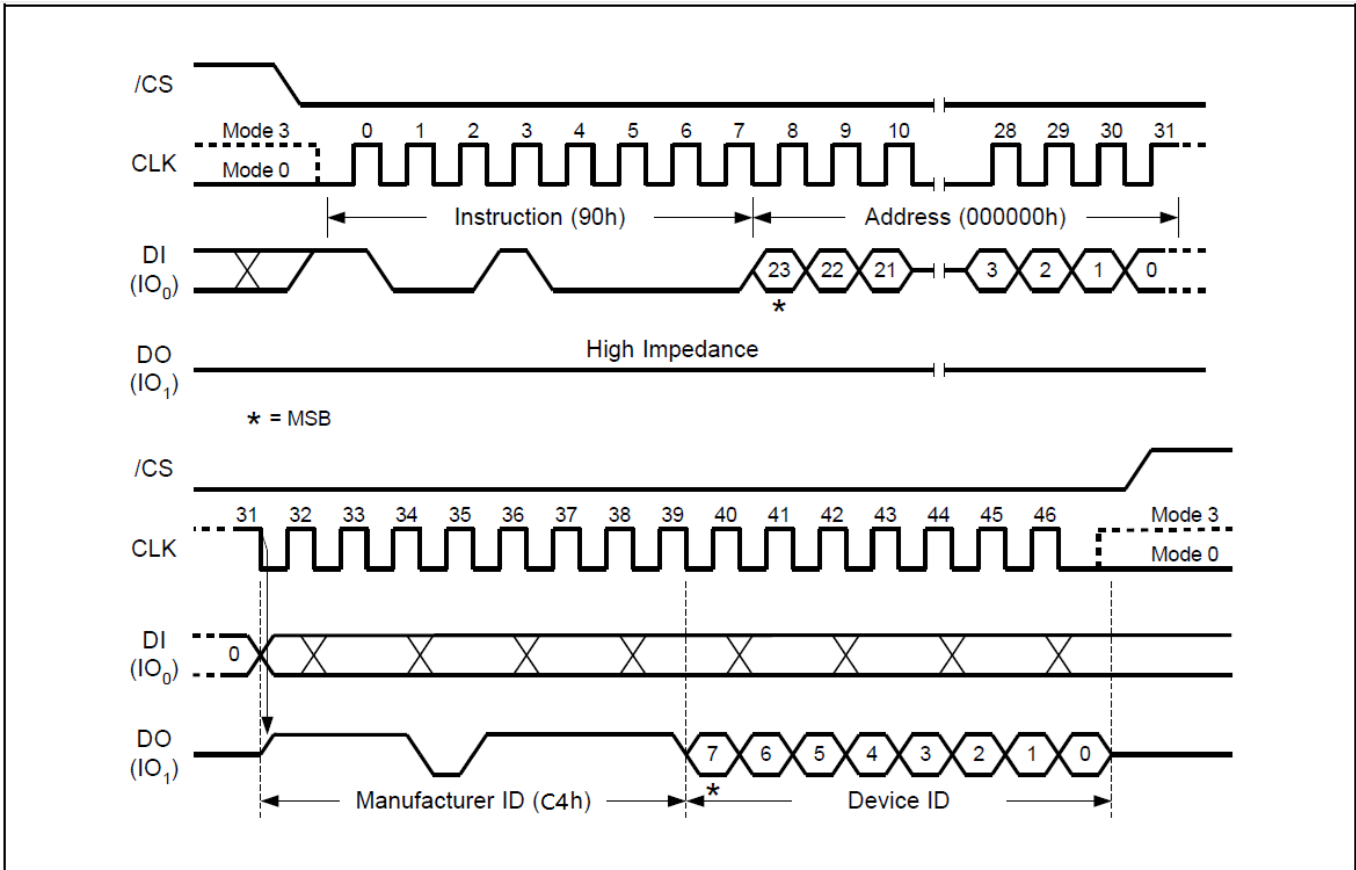 /CS
Mode 3 0 1 2 3 4 5 6 7 8 9 10 28 29 30 31
CLK
Mode 0
Instruction (90h) Address (000000h)
DI
(IO0)
23 22 21 3 2 1 0
*
High Impedance
DO
(IO1)
* = MSB
/CS
31 32 33 34 35 36 37 38 39 40 41 42 43 44 45 46 Mode 3
CLK
Mode 0
DI
(IO0)
0
DO
(IO1)
7 6 5 4 3 2 1 0
*
Manufacturer ID (C4h) Device ID